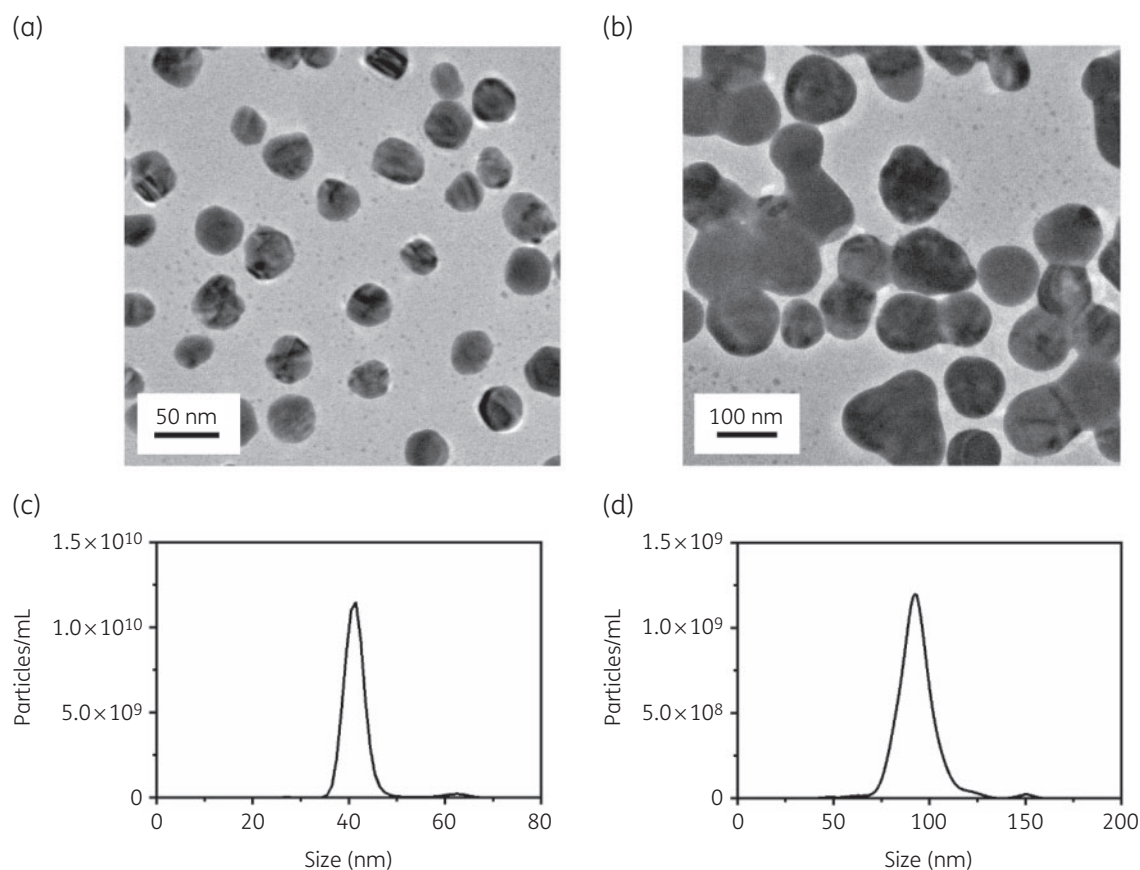 (a)
(b)
50 nm
100 nm
(c)
(d)
1.5×10¹⁰
1.0×10¹⁰
5.0×10⁹
0
Particles/mL
0 20 40 60 80
Size (nm)
1.5×10⁹
1.0×10⁹
5.0×10⁸
0
Particles/mL
0 50 100 150 200
Size (nm)